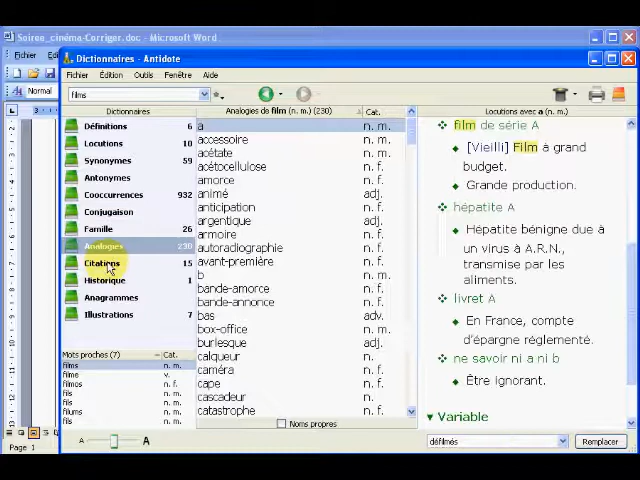 Soiree_cinéma-Corriger.doc - Microsoft Word
Fichier
Dictionnaires - Antidote
Fichier Édition Outils Fenêtre Aide
Normal
films
Dictionnaires
Définitions 6
Locutions 10
Synonymes 59
Antonymes
Cooccurrences 932
Conjugaison
Famille 26
Analogies 230
Citations 15
Historique 1
Anagrammes
Illustrations 7
Mots proches (7) Cat.
films n. m.
filme v.
filmos n. f.
fils n. m.
fils n. m.
filums n. m.
fis n. m.
A A
Page 1
Analogies de film (n. m.) (230) Cat.
a n. m.
accessoire n. m.
acétate n. m.
acétocellulose n. f.
amorce n. f.
animé n. m.
anticipation n. f.
argentique n. m.
armoire n. f.
autoradiographie n. f.
avant-première n. f.
b n. m.
bande-amorce n. f.
bande-annonce n. f.
bas adv.
box-office n. m.
burlesque adj.
calqueur n.
caméra n. f.
cape n. f.
car n. m.
catastrophe n. f.
Noms propres
Locutions avec a (n. m.)
film de série A
[Vieilli] Film à grand
budget.
Grande production.
hépatite A
Hépatite bénigne due à
un virus à A.R.N.,
transmise par les
aliments.
livret A
En France, compte
d'épargne réglementé.
ne savoir ni a ni b
Être ignorant.
Variable
défilmés
Remplacer